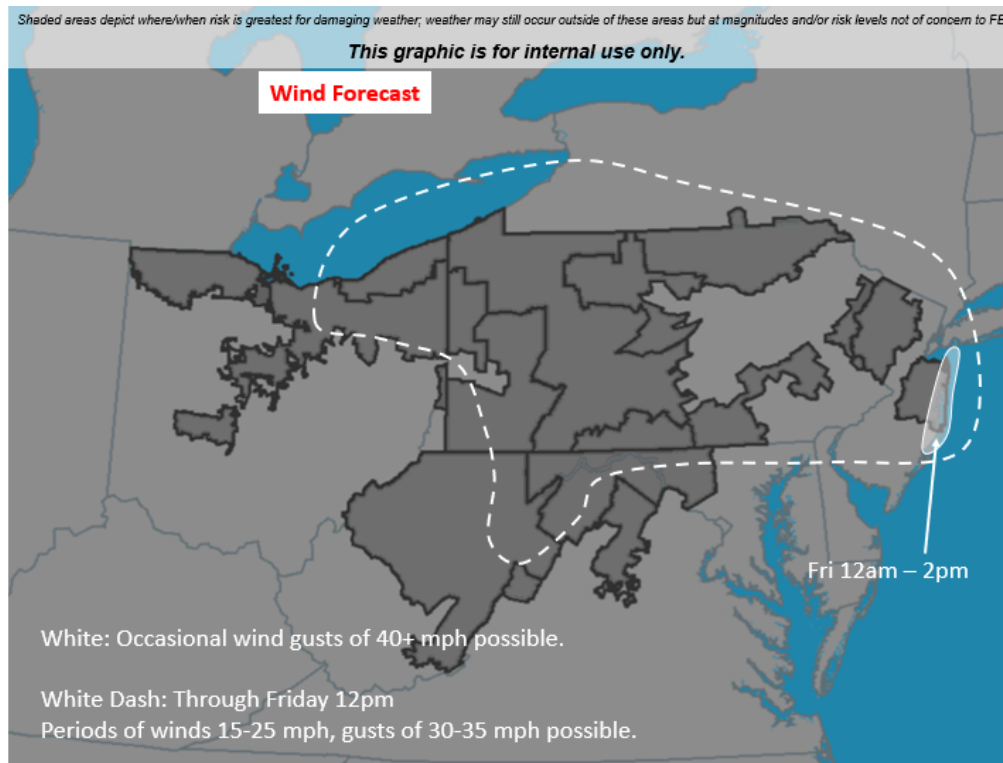 Shaded areas depict where/when risk is greatest for damaging weather; weather may still occur outside of these areas but at magnitudes and/or risk levels not of concern to FE
This graphic is for internal use only.
Wind Forecast
Fri 12am – 2pm
White: Occasional wind gusts of 40+ mph possible.
White Dash: Through Friday 12pm
Periods of winds 15-25 mph, gusts of 30-35 mph possible.